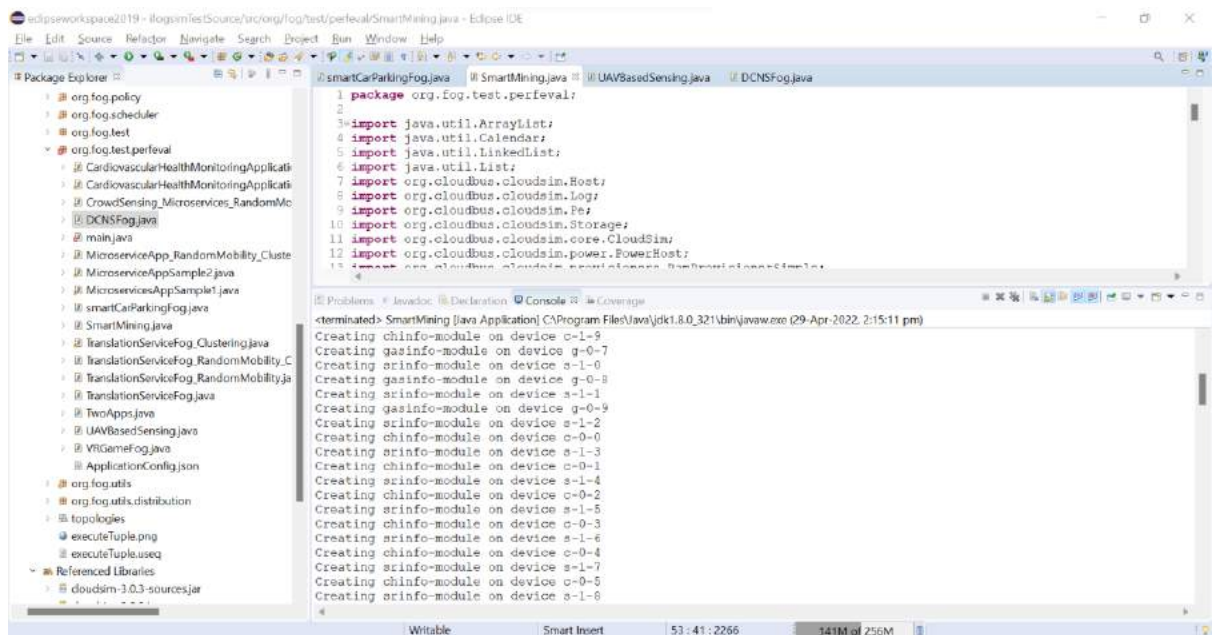 eclipseworkspace2019 - ifogsimTestSource/src/org/fog/test/perfeval/SmartMining.java - Eclipse IDE
File Edit Source Refactor Navigate Search Project Run Window Help
Package Explorer
org.fog.policy
org.fog.scheduler
org.fog.test
org.fog.test.perfeval
CardiovascularHealthMonitoringApplicati
CardiovascularHealthMonitoringApplicati
CrowdSensing_Microservices_RandomMo
DCNSFog.java
main.java
MicroserviceApp_RandomMobility_Cluste
MicroserviceAppSample2.java
MicroservicesAppSample1.java
smartCarParkingFog.java
SmartMining.java
TranslationServiceFog_Clustering.java
TranslationServiceFog_RandomMobility_C
TranslationServiceFog_RandomMobility.ja
TranslationServiceFog.java
TwoApps.java
UAVBasedSensing.java
VRGameFog.java
ApplicationConfig.json
org.fog.utils
org.fog.utils.distribution
topologies
executeTuple.png
executeTuple.useq
Referenced Libraries
cloudsim-3.0.3-sources.jar
smartCarParkingFog.java SmartMining.java UAVBasedSensing.java DCNSFog.java
1 package org.fog.test.perfeval;
2
3 import java.util.ArrayList;
4 import java.util.Calendar;
5 import java.util.LinkedList;
6 import java.util.List;
7 import org.cloudbus.cloudsim.Host;
8 import org.cloudbus.cloudsim.Log;
9 import org.cloudbus.cloudsim.Pe;
10 import org.cloudbus.cloudsim.Storage;
11 import org.cloudbus.cloudsim.core.CloudSim;
12 import org.cloudbus.cloudsim.power.PowerHost;
13 import org.cloudbus.cloudsim.provisioners.RamProvisionerSimple;
Problems Javadoc Declaration Console Coverage
<terminated> SmartMining [Java Application] C:\Program Files\Java\jdk1.8.0_321\bin\javaw.exe (29-Apr-2022, 2:15:11 pm)
Creating chinfo-module on device c-1-9
Creating gasinfo-module on device g-0-7
Creating srinfo-module on device s-1-0
Creating gasinfo-module on device g-0-8
Creating srinfo-module on device s-1-1
Creating gasinfo-module on device g-0-9
Creating srinfo-module on device s-1-2
Creating chinfo-module on device c-0-0
Creating srinfo-module on device s-1-3
Creating chinfo-module on device c-0-1
Creating srinfo-module on device s-1-4
Creating chinfo-module on device c-0-2
Creating srinfo-module on device s-1-5
Creating chinfo-module on device c-0-3
Creating srinfo-module on device s-1-6
Creating chinfo-module on device c-0-4
Creating srinfo-module on device s-1-7
Creating chinfo-module on device c-0-5
Creating srinfo-module on device s-1-8
Writable Smart Insert 53 : 41 : 2266 141M of 256M